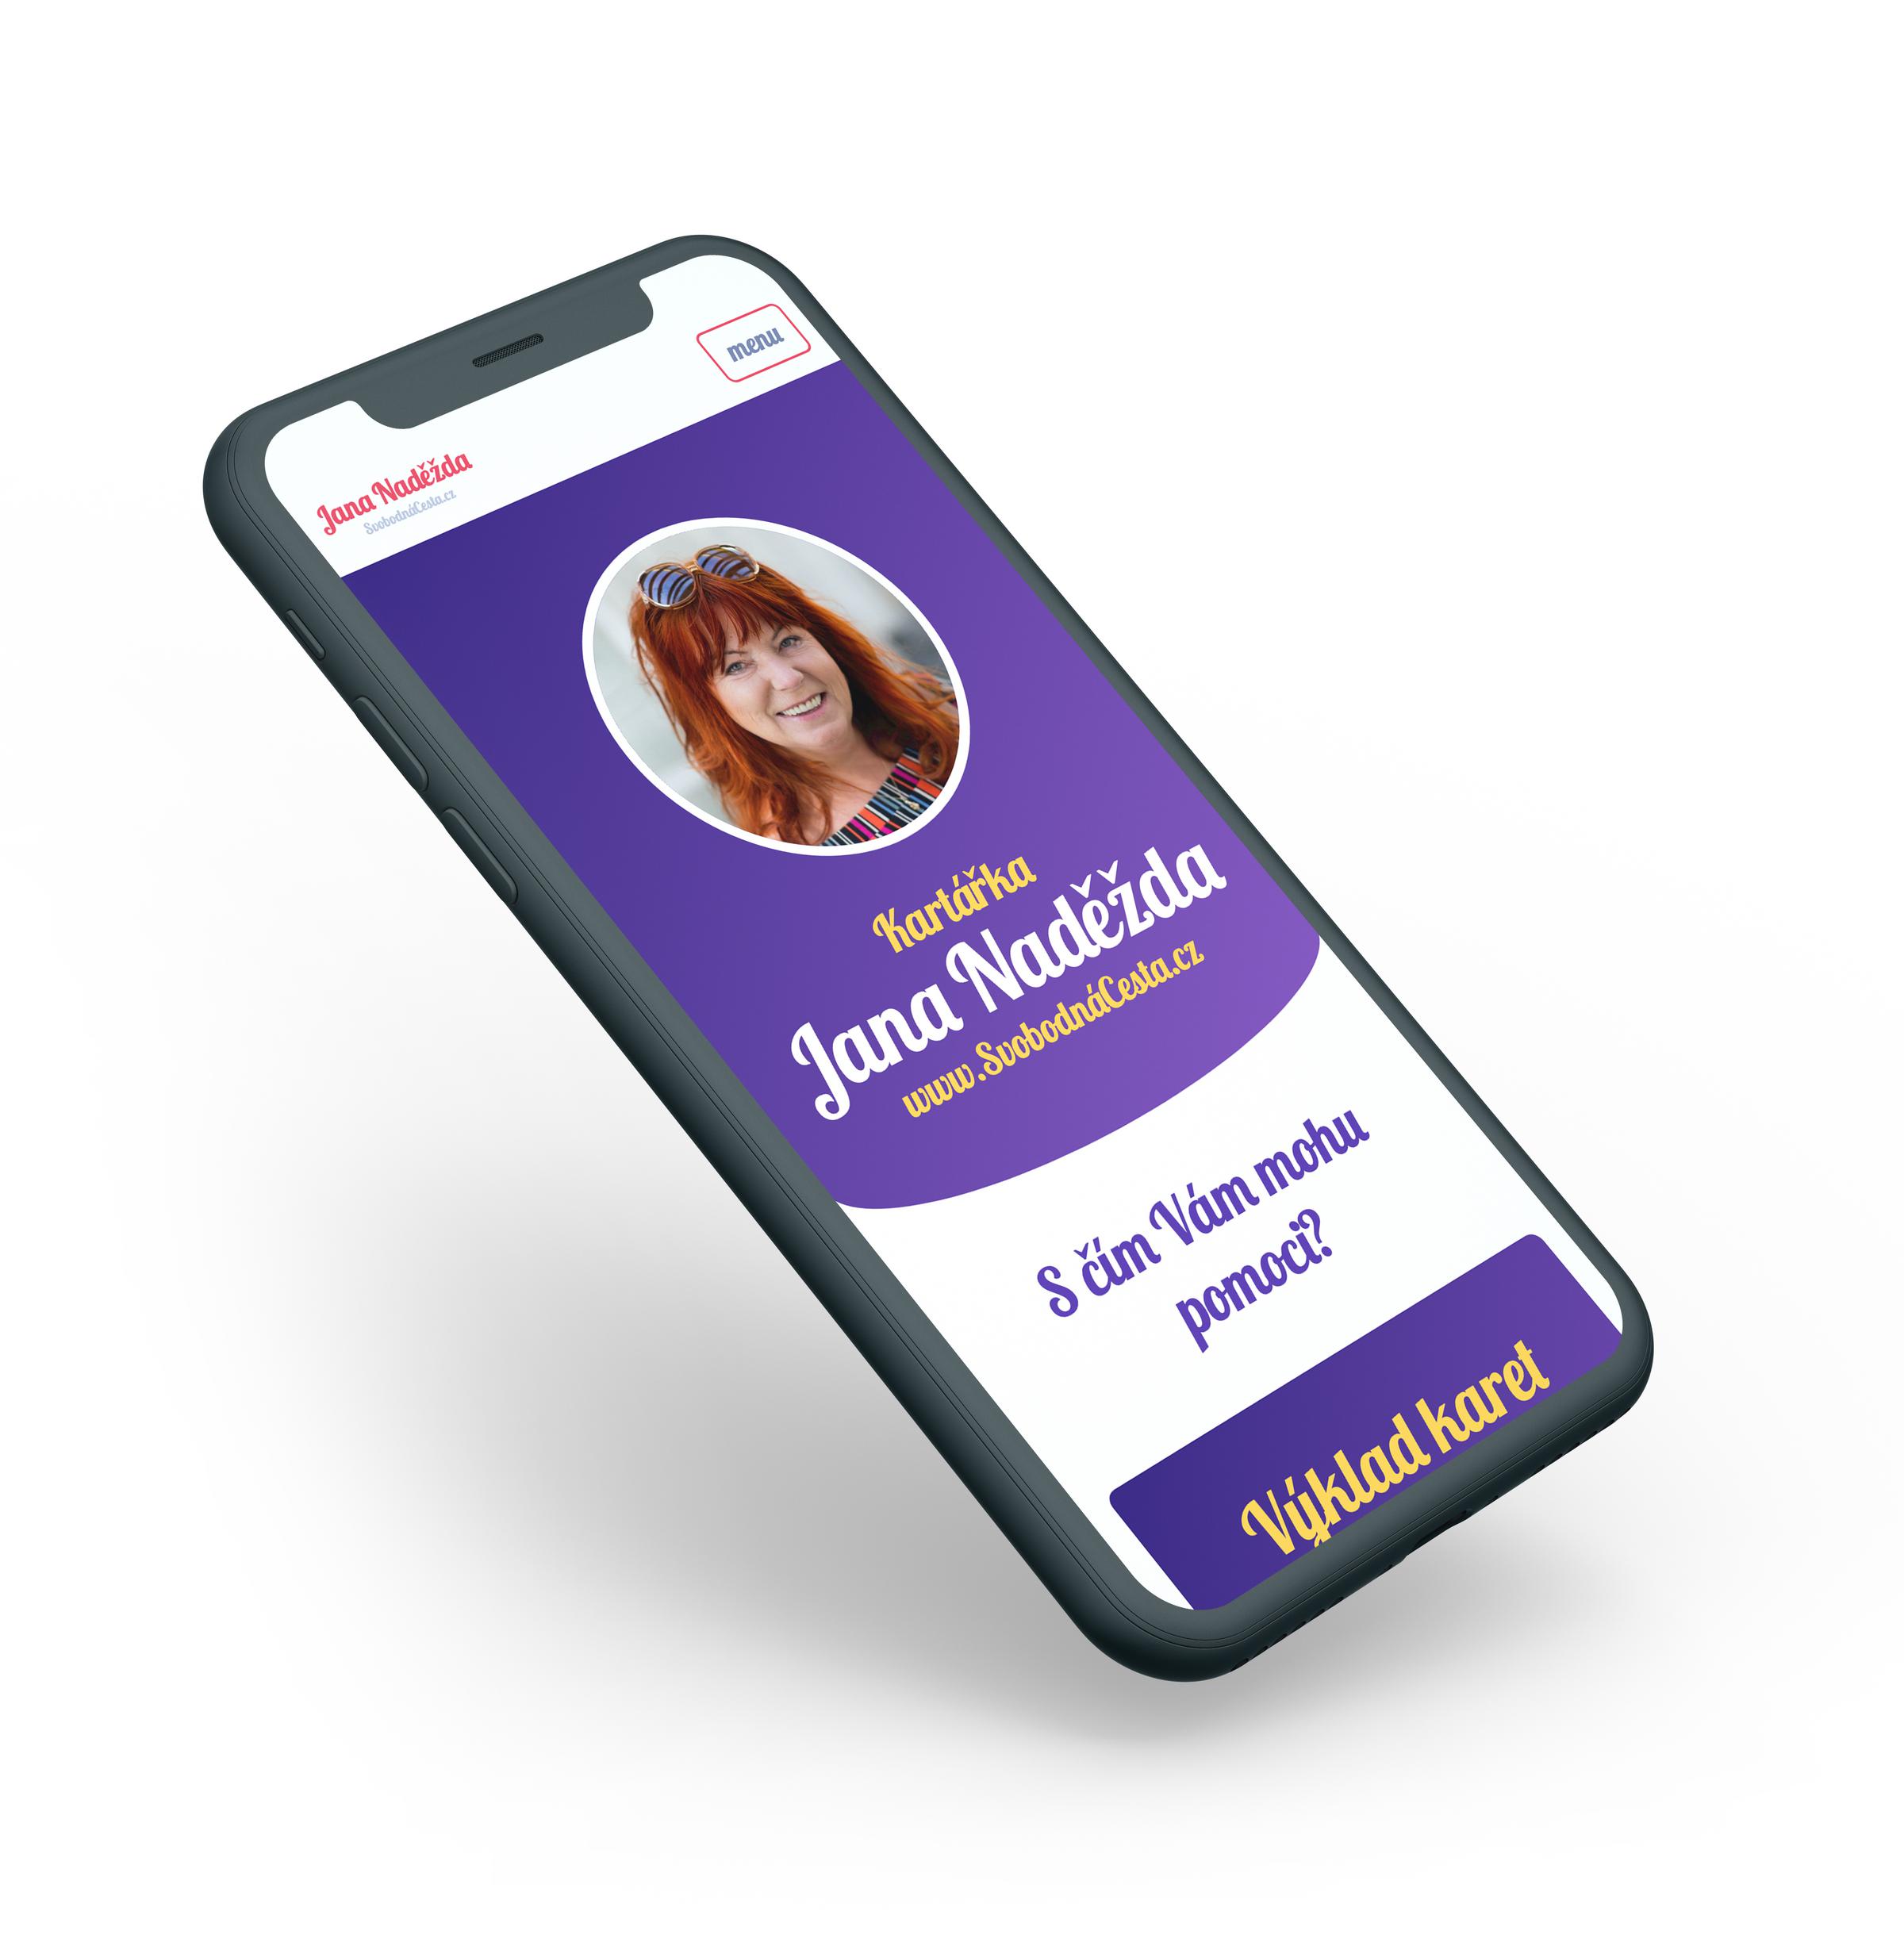 menu
Jana Naděžda
SvobodnáCesta.cz
Kartářka
Jana Naděžda
www.SvobodnáCesta.cz
S čím Vám mohu
pomoci?
Výklad karet